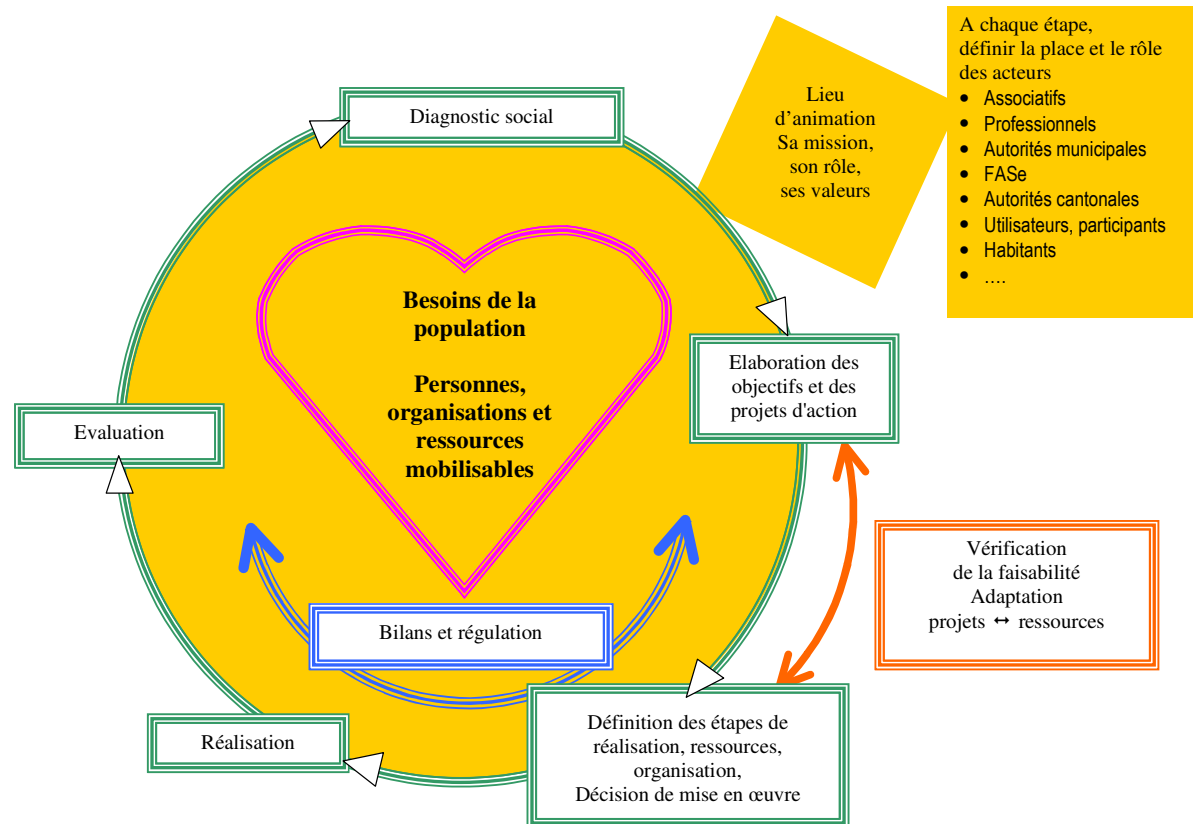 A chaque étape,
définir la place et le rôle
des acteurs
• Associatifs
• Professionnels
• Autorités municipales
• FASe
• Autorités cantonales
• Utilisateurs, participants
• Habitants
• ....
Lieu
d'animation
Sa mission,
son rôle,
ses valeurs
Diagnostic social
Besoins de la
population
Personnes,
organisations et
ressources
mobilisables
Elaboration des
objectifs et des
projets d'action
Evaluation
Vérification
de la faisabilité
Adaptation
projets ↔ ressources
Bilans et régulation
Définition des étapes de
réalisation, ressources,
organisation,
Décision de mise en œuvre
Réalisation